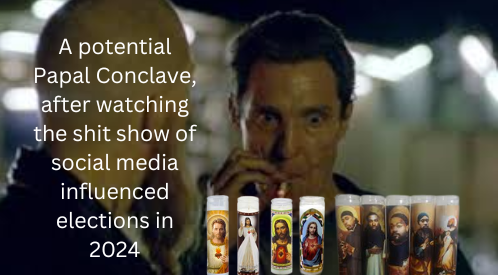 A potential
Papal Conclave,
after watching
the shit show of
social media
influenced
elections in
2024